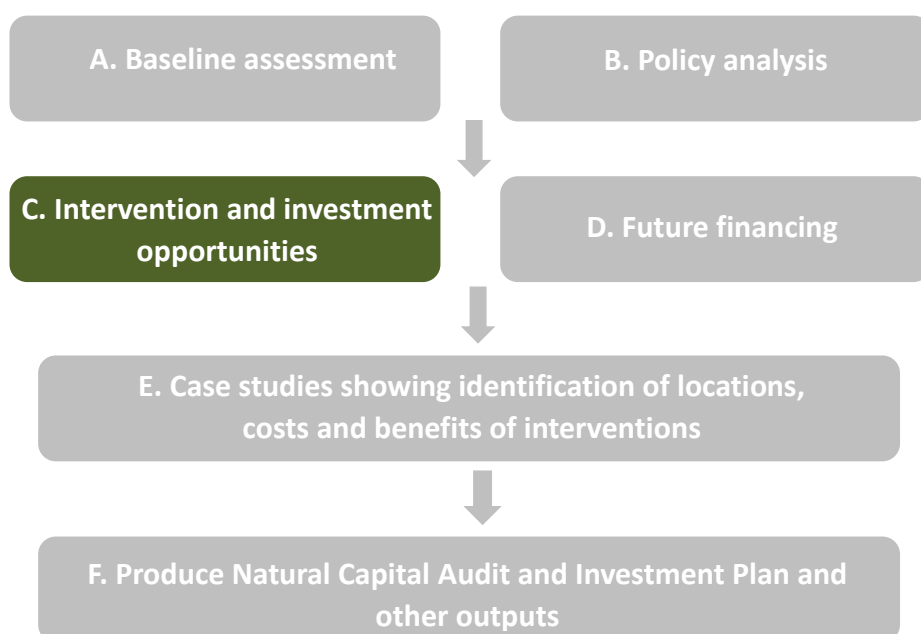 A. Baseline assessment
B. Policy analysis
C. Intervention and investment
opportunities
D. Future financing
E. Case studies showing identification of locations,
costs and benefits of interventions
F. Produce Natural Capital Audit and Investment Plan and
other outputs